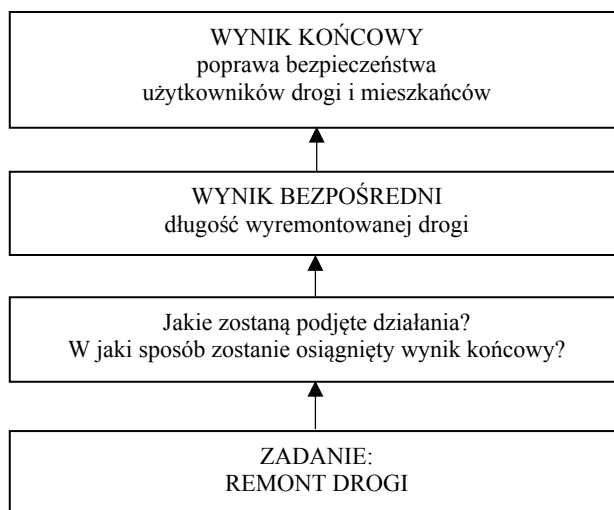 WYNIK KOŃCOWY
poprawa bezpieczeństwa
użytkowników drogi i mieszkańców
WYNIK BEZPOŚREDNI
długość wyremontowanej drogi
Jakie zostaną podjęte działania?
W jaki sposób zostanie osiągnięty wynik końcowy?
ZADANIE:
REMONT DROGI